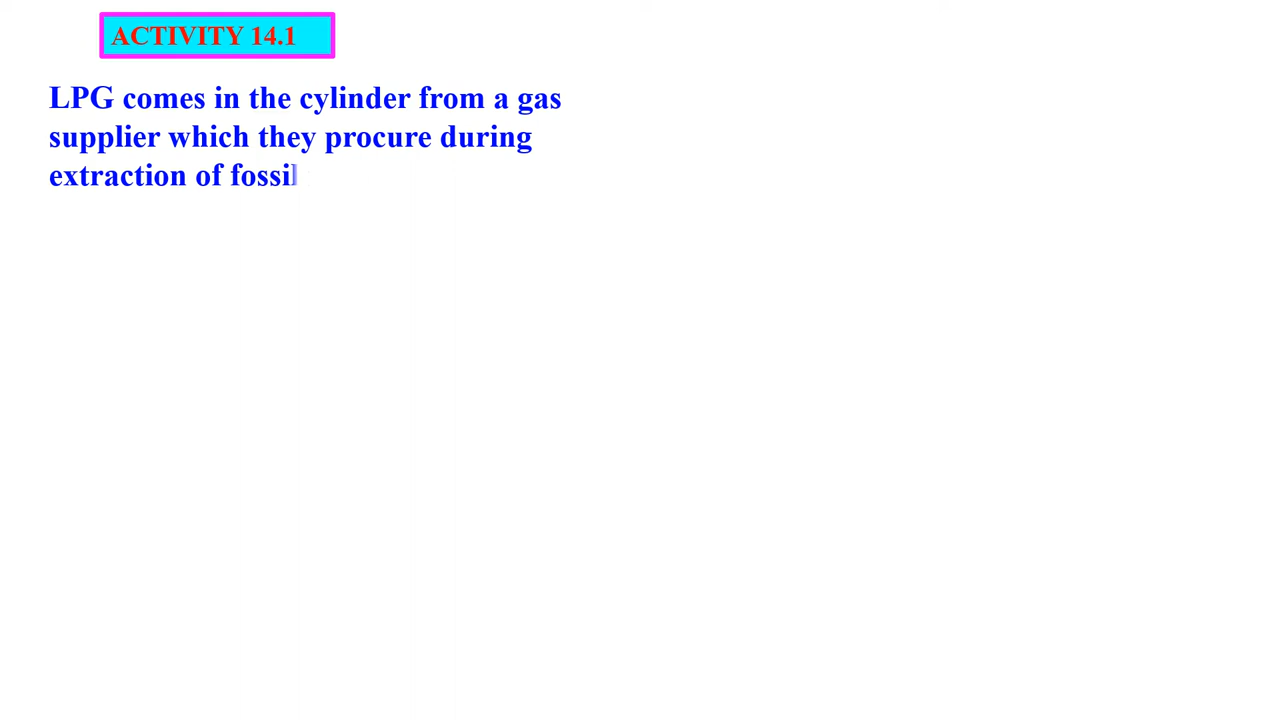 ACTIVITY 14.1
LPG comes in the cylinder from a gas
supplier which they procure during
extraction of fossil